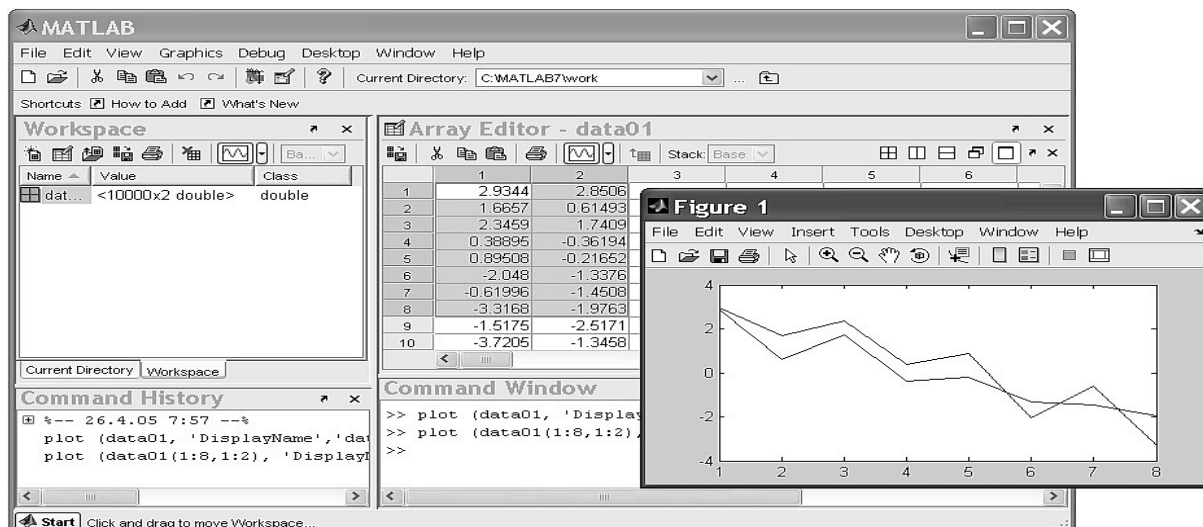 MATLAB
File Edit View Graphics Debug Desktop Window Help
Current Directory: C:\MATLAB7\work ...
Shortcuts How to Add What's New
Workspace
Ba...
Name Value Class
dat... <10000x2 double> double
Current Directory Workspace
Command History
%-- 26.4.05 7:57 --%
plot (data01, 'DisplayName','dat
plot (data01(1:8,1:2), 'Display
Array Editor - data01
Stack: Base
1 2 3 4 5 6
1 2.9344 2.8506
2 1.6657 0.61493
3 2.3459 1.7409
4 0.38895 -0.36194
5 0.89508 -0.21652
6 -2.048 -1.3376
7 -0.61996 -1.4508
8 -3.3168 -1.9763
9 -1.5175 -2.5171
10 -3.7205 -1.3458
Command Window
>> plot (data01, 'Display
>> plot (data01(1:8,1:2),
>>
Figure 1
File Edit View Insert Tools Desktop Window Help
4
2
0
-2
-4
1 2 3 4 5 6 7 8
Start Click and drag to move Workspace...